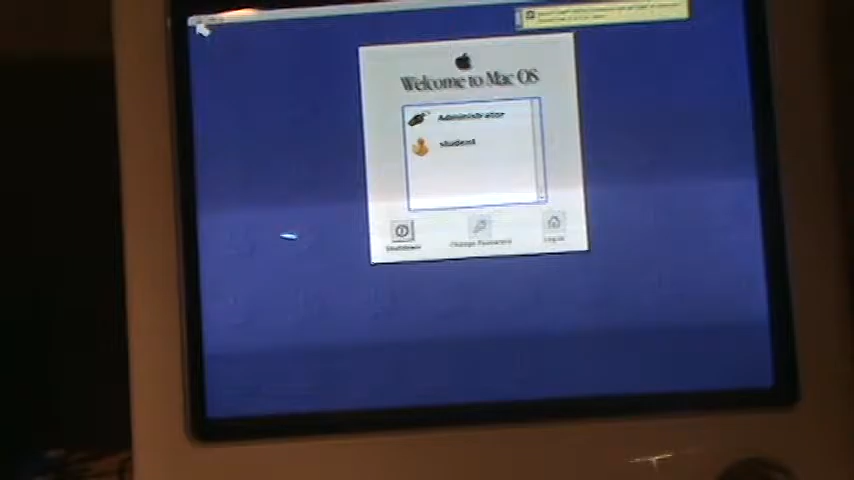 Welcome to Mac OS
Administrator
student
Shutdown
Change Password
Log In